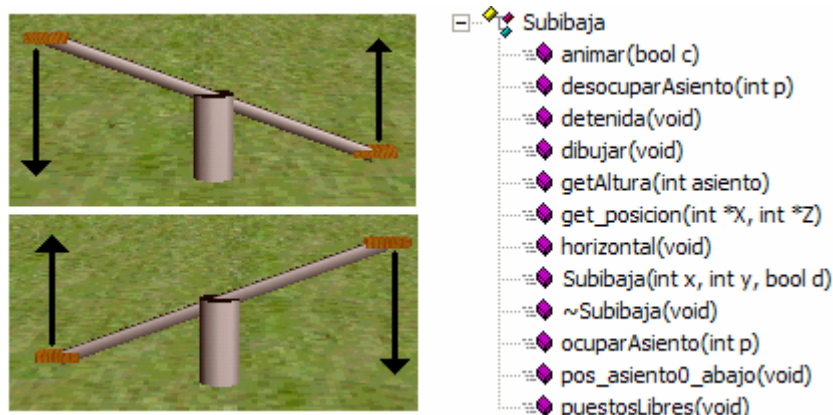 Subibaja
animar(bool c)
desocuparAsiento(int p)
detenida(void)
dibujar(void)
getAltura(int asiento)
get_posicion(int *X, int *Z)
horizontal(void)
Subibaja(int x, int y, bool d)
~Subibaja(void)
ocuparAsiento(int p)
pos_asiento0_abajo(void)
puestosLibres(void)